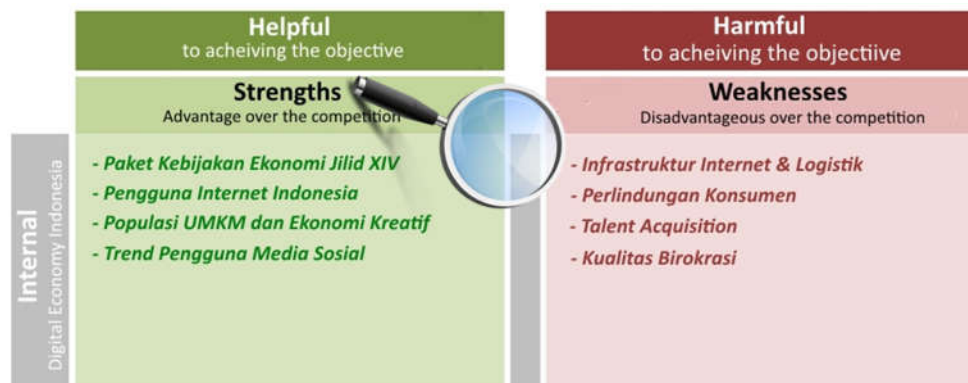 Helpful
to acheiving the objective
Harmful
to acheiving the objectiive
Strengths
Advantage over the competition
Weaknesses
Disadvantageous over the competition
Internal
Digital Economy Indonesia
- Paket Kebijakan Ekonomi Jilid XIV
- Pengguna Internet Indonesia
- Populasi UMKM dan Ekonomi Kreatif
- Trend Pengguna Media Sosial
- Infrastruktur Internet & Logistik
- Perlindungan Konsumen
- Talent Acquisition
- Kualitas Birokrasi